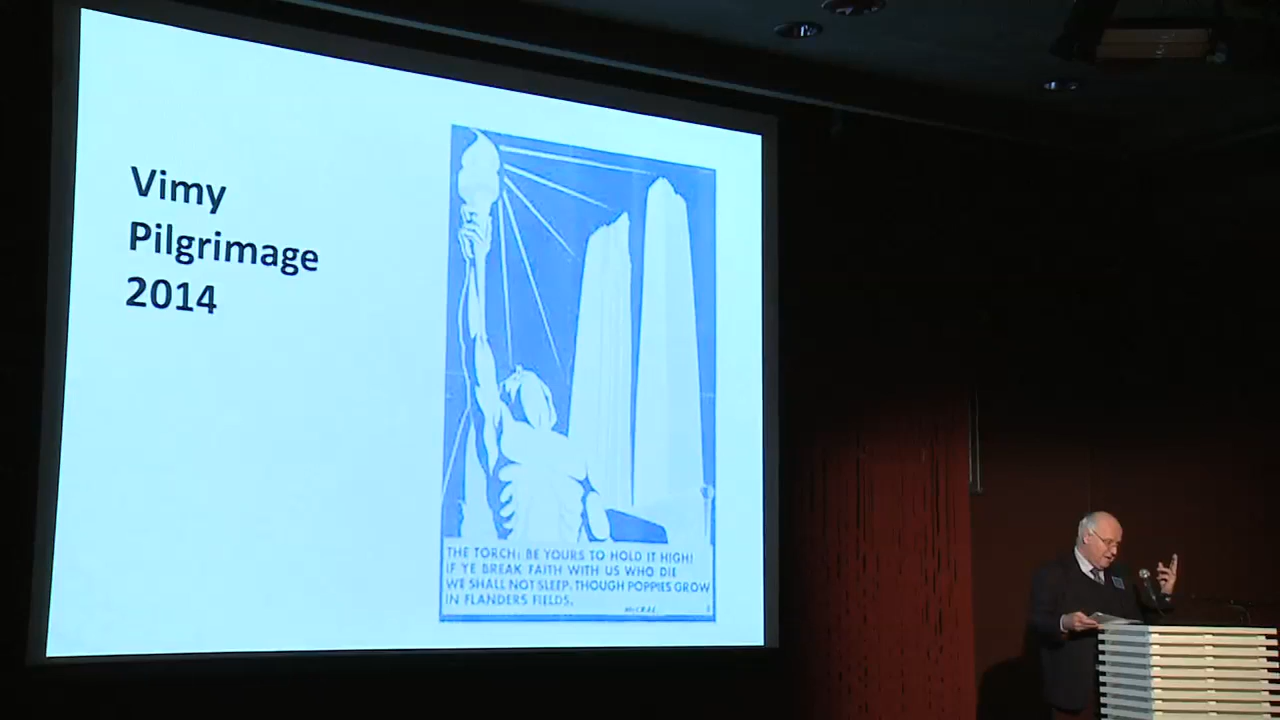 Vimy
Pilgrimage
2014
THE TORCH; BE YOURS TO HOLD IT HIGH!
IF YE BREAK FAITH WITH US WHO DIE
WE SHALL NOT SLEEP, THOUGH POPPIES GROW
IN FLANDERS FIELDS.
McCRAE